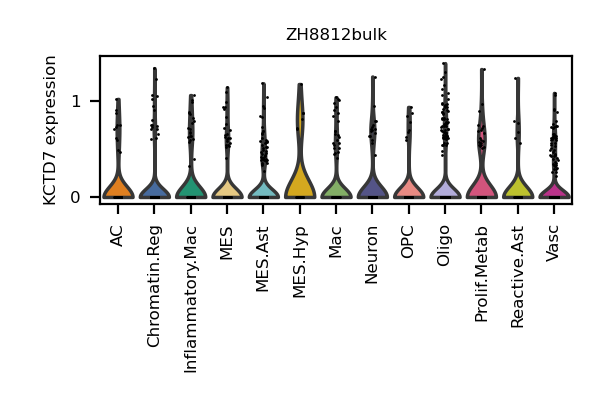 ZH8812bulk
KCTD7 expression
1
0
AC
Chromatin.Reg
Inflammatory.Mac
MES
MES.Ast
MES.Hyp
Mac
Neuron
OPC
Oligo
Prolif.Metab
Reactive.Ast
Vasc